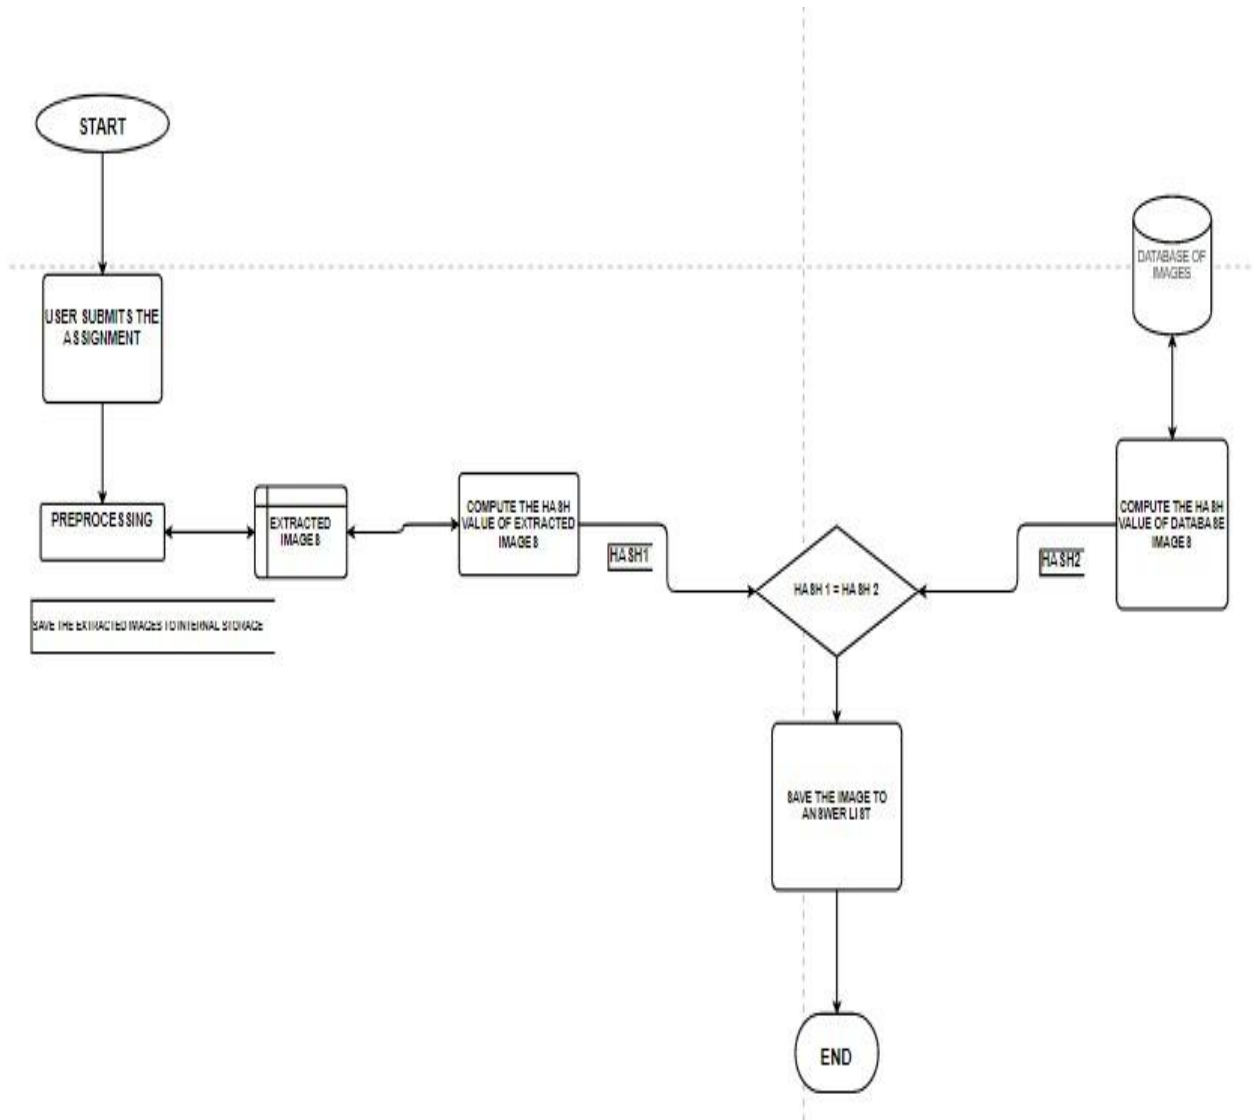 START
DATABASE OF
IMAGES
USER SUBMITS THE
ASSIGNMENT
PREPROCESSING
EXTRACTED
IMAGES
COMPUTE THE HASH
VALUE OF EXTRACTED
IMAGES
HASH1
HASH 1 = HASH 2
HASH2
COMPUTE THE HASH
VALUE OF DATABASE
IMAGES
SAVE THE EXTRACTED IMAGES TO INTERNAL STORAGE
SAVE THE IMAGE TO
ANSWER LIST
END